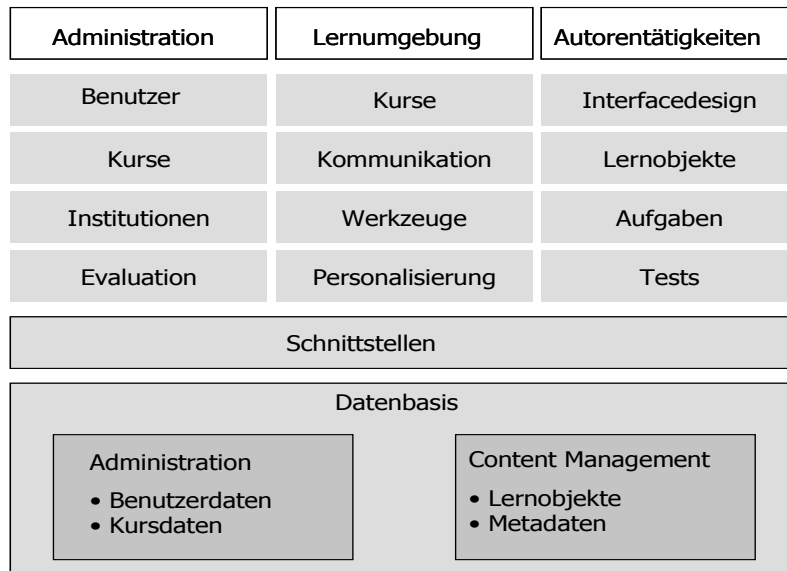 Administration
Lernumgebung
Autorentätigkeiten
Benutzer
Kurse
Interfacedesign
Kurse
Kommunikation
Lernobjekte
Institutionen
Werkzeuge
Aufgaben
Evaluation
Personalisierung
Tests
Schnittstellen
Datenbasis
Administration
• Benutzerdaten
• Kursdaten
Content Management
• Lernobjekte
• Metadaten